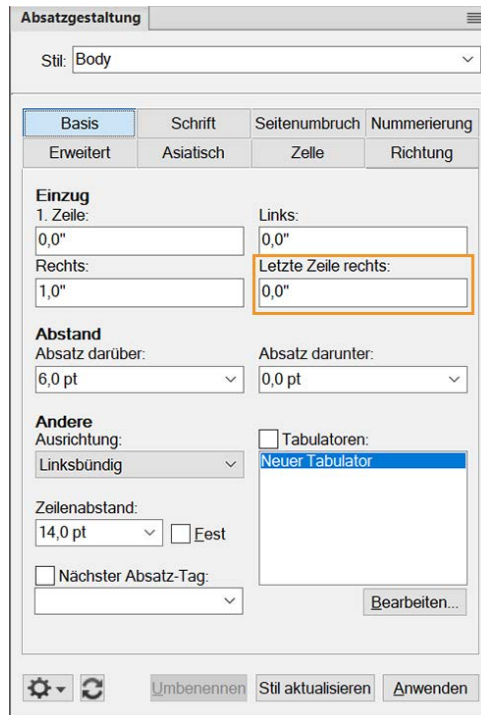 Absatzgestaltung
Stil: Body
Basis Schrift Seitenumbruch Nummerierung
Erweitert Asiatisch Zelle Richtung
Einzug
1. Zeile: Links:
0,0" 0,0"
Rechts: Letzte Zeile rechts:
1,0" 0,0"
Abstand
Absatz darüber: Absatz darunter:
6,0 pt 0,0 pt
Andere
Ausrichtung: Tabulatoren:
Linksbündig Neuer Tabulator
Zeilenabstand:
14,0 pt Fest
Nächster Absatz-Tag:
Bearbeiten...
Umbenennen Stil aktualisieren Anwenden